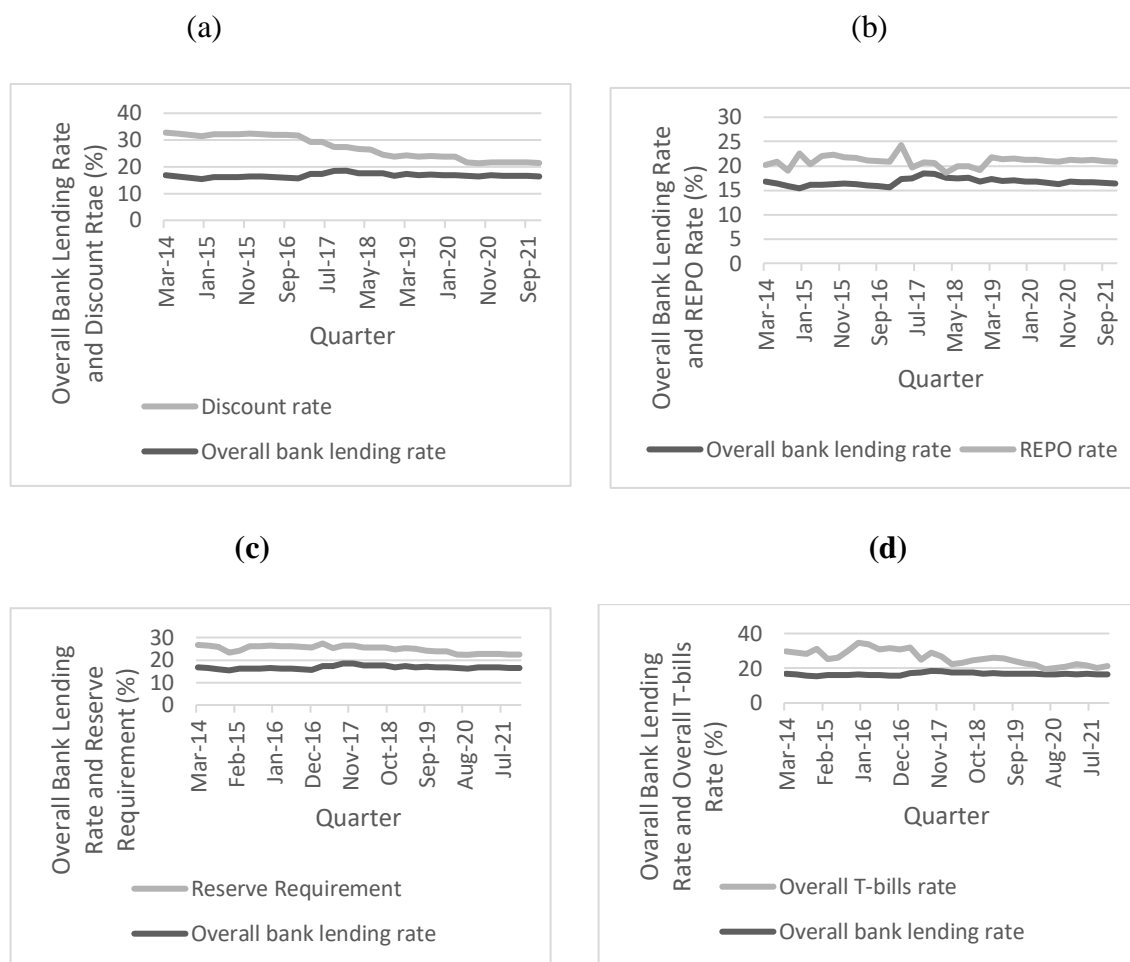 (a)
Overall Bank Lending Rate
and Discount Rtae (%)
40
30
20
10
0
Mar-14
Jan-15
Nov-15
Sep-16
Jul-17
May-18
Mar-19
Jan-20
Nov-20
Sep-21
Quarter
Discount rate
Overall bank lending rate
(b)
Overall Bank Lending Rate
and REPO Rate (%)
30
25
20
15
10
5
0
Mar-14
Jan-15
Nov-15
Sep-16
Jul-17
May-18
Mar-19
Jan-20
Nov-20
Sep-21
Quarter
Overall bank lending rate
REPO rate
(c)
Overall Bank Lending
Rate and Reserve
Requirement (%)
30
20
10
0
Mar-14
Feb-15
Jan-16
Dec-16
Nov-17
Oct-18
Sep-19
Aug-20
Jul-21
Quarter
Reserve Requirement
Overall bank lending rate
(d)
Ovarall Bank Lending
Rate and Overall T-bills
Rate (%)
40
20
0
Mar-14
Feb-15
Jan-16
Dec-16
Nov-17
Oct-18
Sep-19
Aug-20
Jul-21
Quarter
Overall T-bills rate
Overall bank lending rate